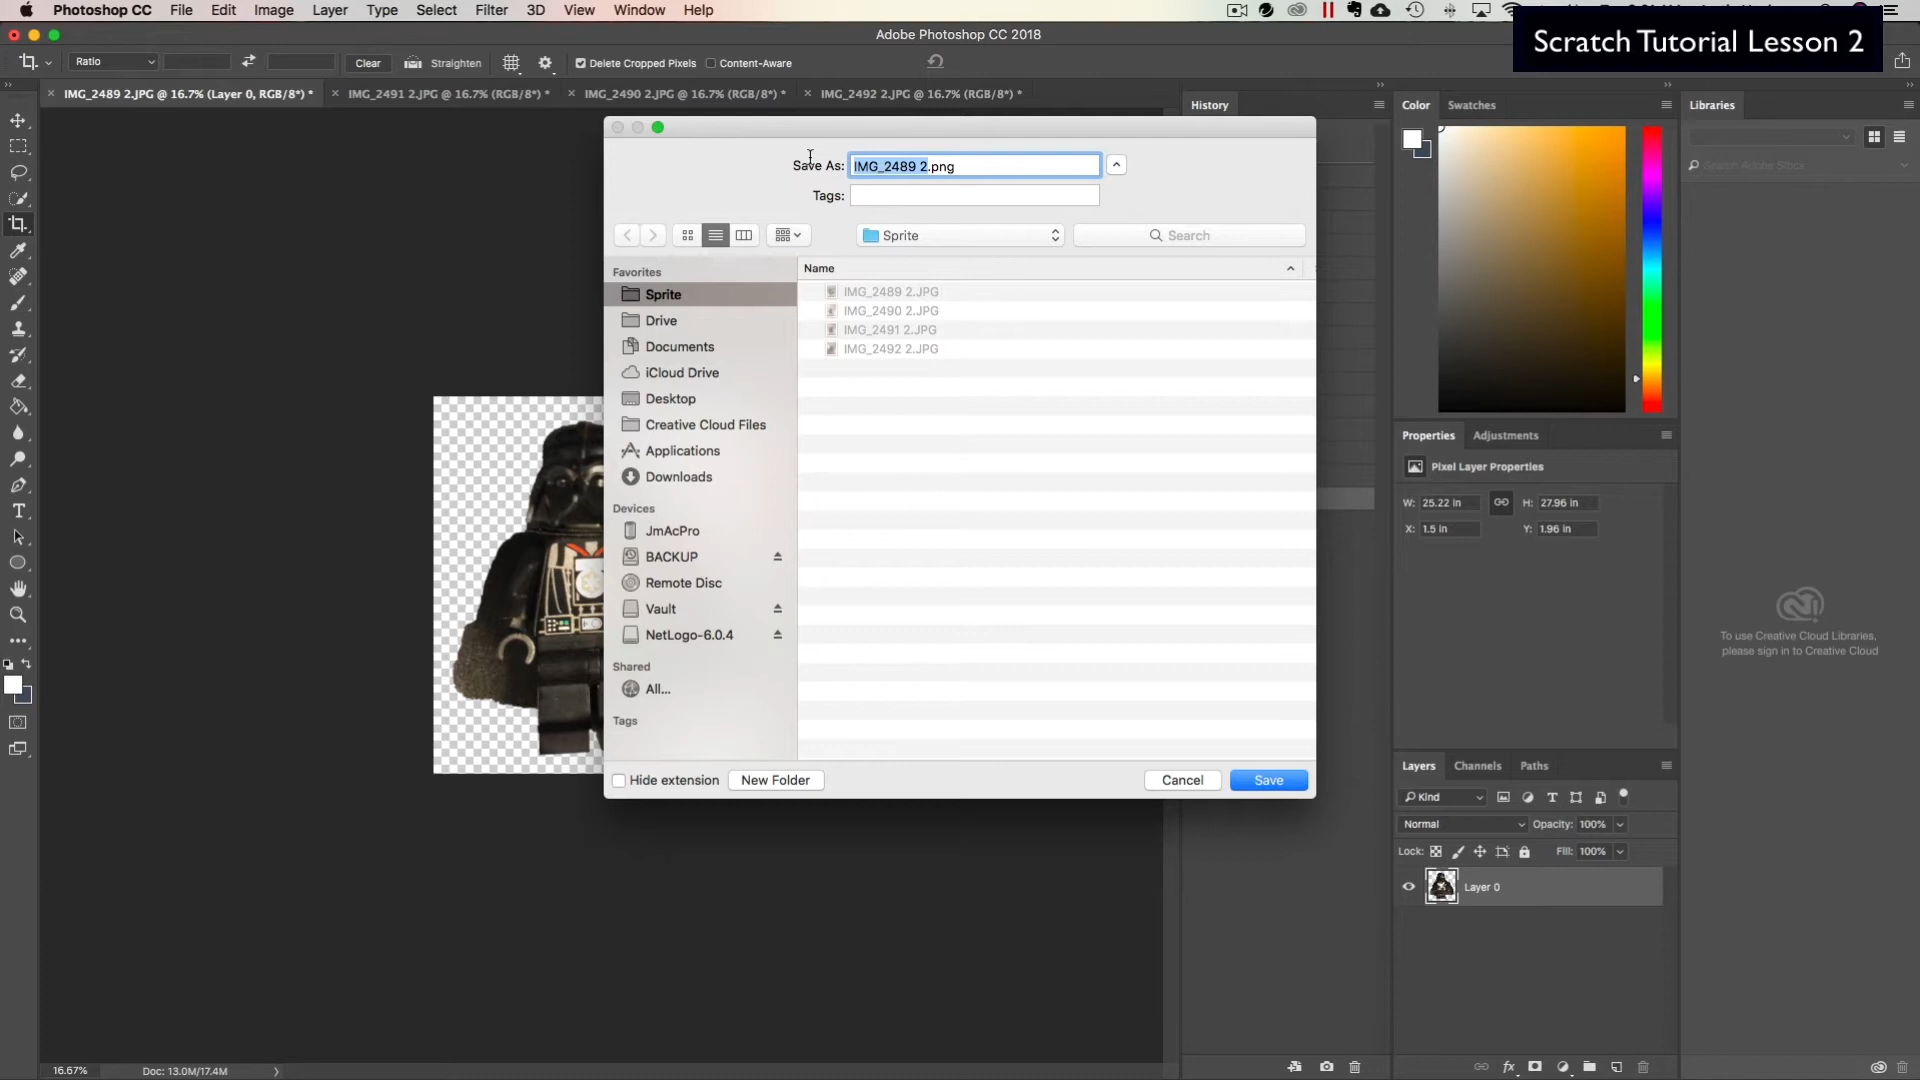 Photoshop CC File Edit Image Layer Type Select Filter 3D View Window Help
Adobe Photoshop CC 2018
Scratch Tutorial Lesson 2
Ratio Clear Straighten Delete Cropped Pixels Content-Aware
IMG_2489 2.JPG @ 16.7% (Layer 0, RGB/8*) * IMG_2491 2.JPG @ 16.7% (RGB/8*) * IMG_2490 2.JPG @ 16.7% (RGB/8*) * IMG_2492 2.JPG @ 16.7% (RGB/8*) *
History
Color Swatches
Libraries
Search Adobe Stock
Save As: IMG_2489 2.png
Tags:
Sprite
Search
Favorites
Sprite
Drive
Documents
iCloud Drive
Desktop
Creative Cloud Files
Applications
Downloads
Devices
JmAcPro
BACKUP
Remote Disc
Vault
NetLogo-6.0.4
Shared
All...
Tags
Name
IMG_2489 2.JPG
IMG_2490 2.JPG
IMG_2491 2.JPG
IMG_2492 2.JPG
Hide extension New Folder Cancel Save
Properties Adjustments
Pixel Layer Properties
W: 25.22 in H: 27.96 in
X: 1.5 in Y: 1.96 in
To use Creative Cloud Libraries,
please sign in to Creative Cloud
Layers Channels Paths
Kind
Normal Opacity: 100%
Lock: Fill: 100%
Layer 0
fx
16.67% Doc: 13.0M/17.4M